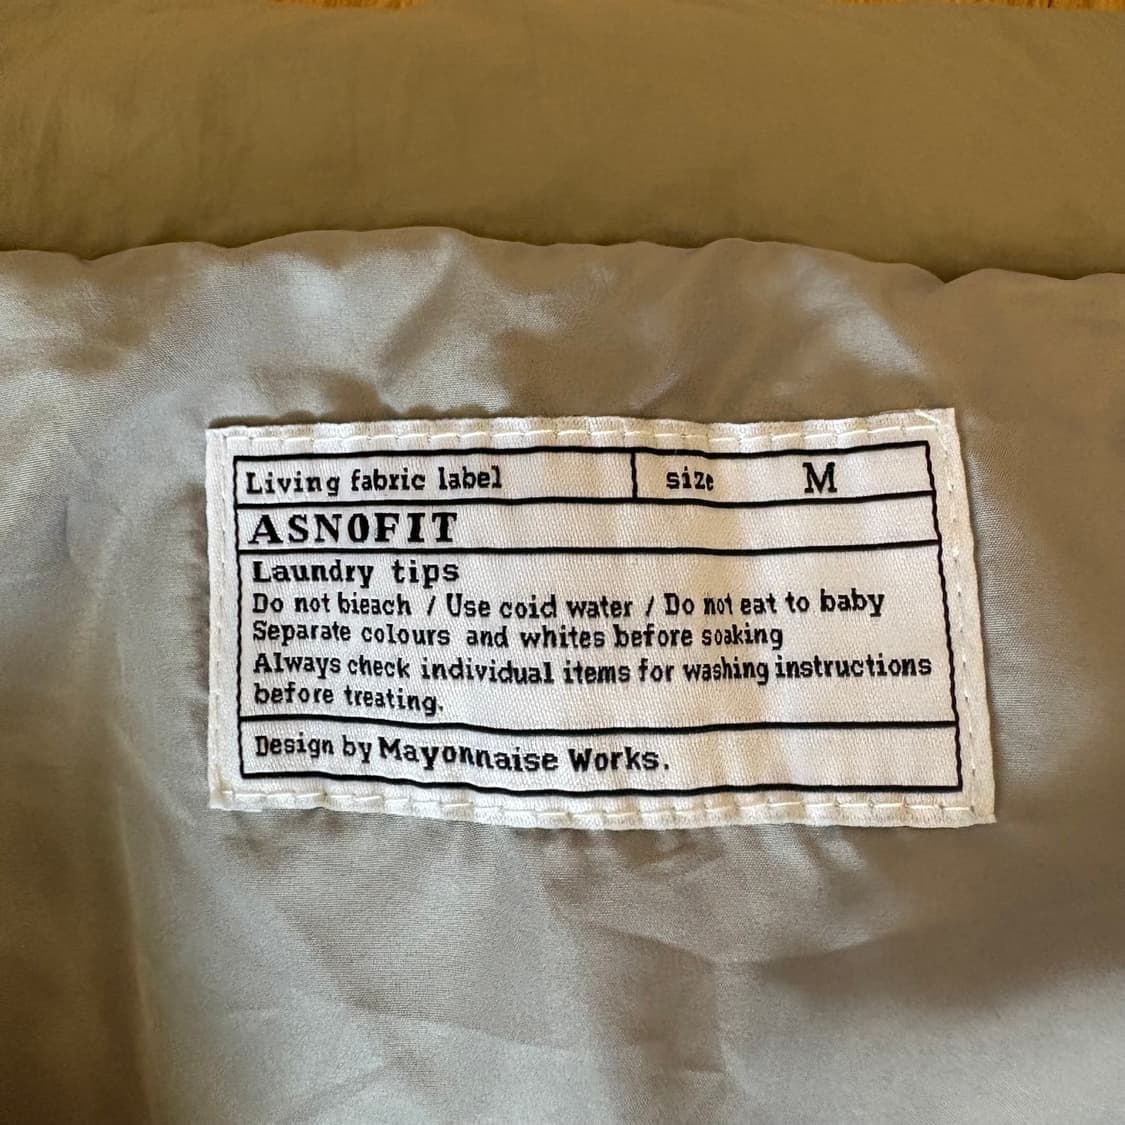 Living fabric label size M
ASNOFIT
Laundry tips
Do not bieach / Use coid water / Do not eat to baby
Separate colours and whites before soaking
Always check individual items for washing instructions
before treating.
Design by Mayonnaise Works.